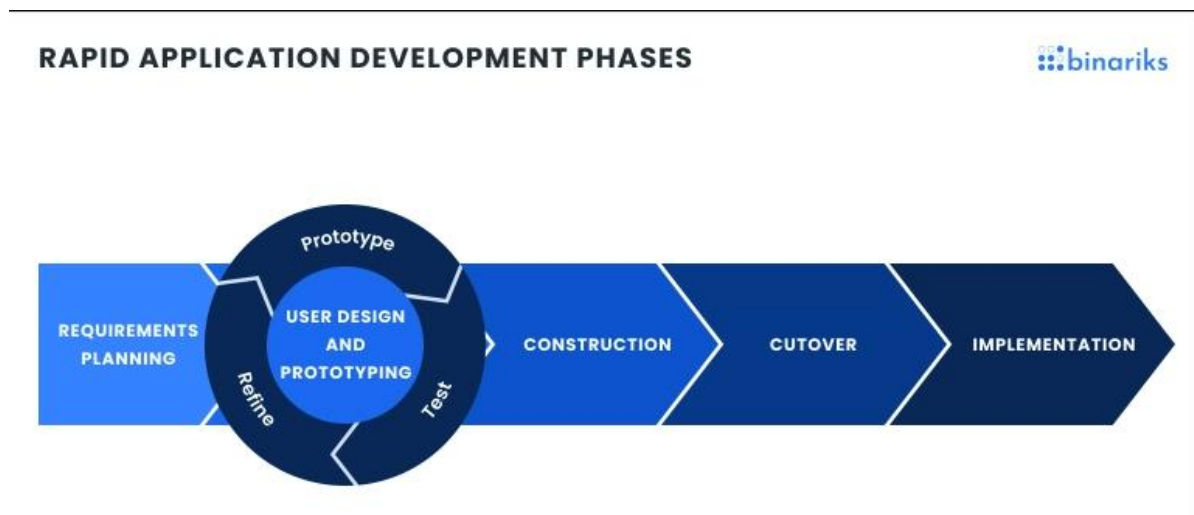 RAPID APPLICATION DEVELOPMENT PHASES
binariks
REQUIREMENTS
PLANNING
Prototype
USER DESIGN
AND
PROTOTYPING
Refine
Test
CONSTRUCTION
CUTOVER
IMPLEMENTATION